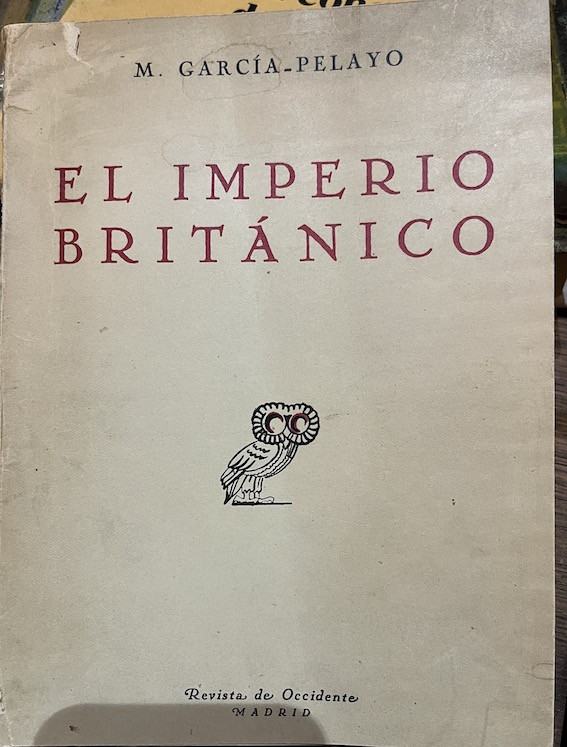 M. GARCÍA-PELAYO
EL IMPERIO
BRITÁNICO
Revista de Occidente
MADRID